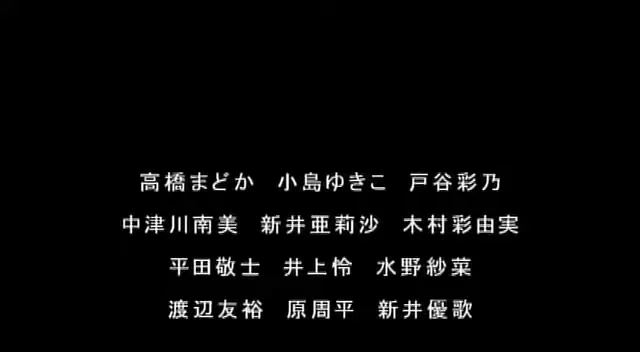 高橋まどか　小島ゆきこ　戸谷彩乃
中津川南美　新井亜莉沙　木村彩由実
平田敬士　井上怜　水野紗菜
渡辺友裕　原周平　新井優歌